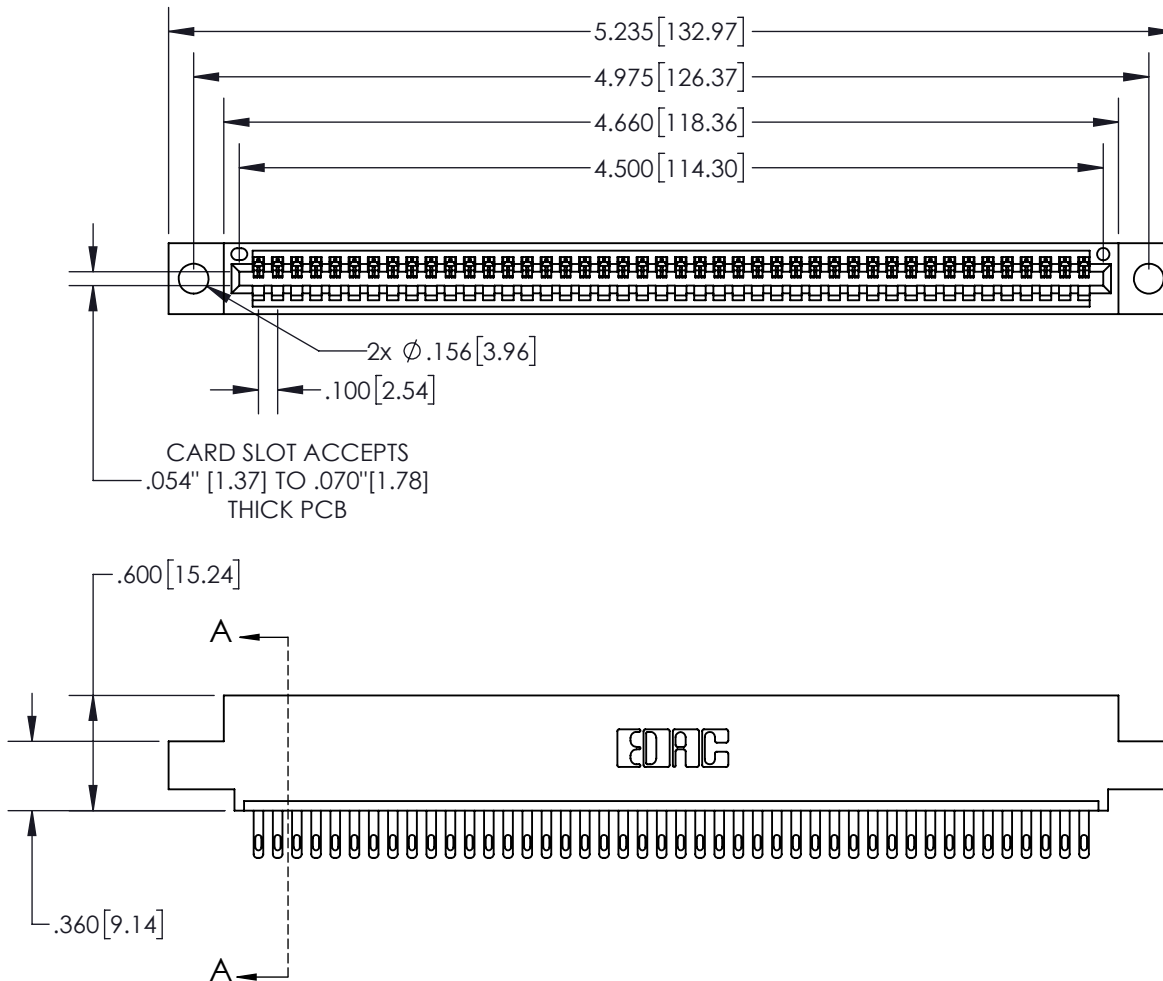 5.235[132.97]
4.975[126.37]
4.660[118.36]
4.500[114.30]
2x Ø.156[3.96]
.100[2.54]
CARD SLOT ACCEPTS
.054" [1.37] TO .070"[1.78]
THICK PCB
.600[15.24]
A
EDAC
.360[9.14]
A